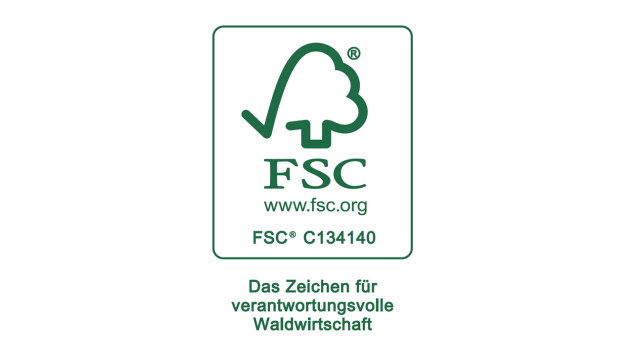 ®
FSC
www.fsc.org
FSC® C134140
Das Zeichen für
verantwortungsvolle
Waldwirtschaft